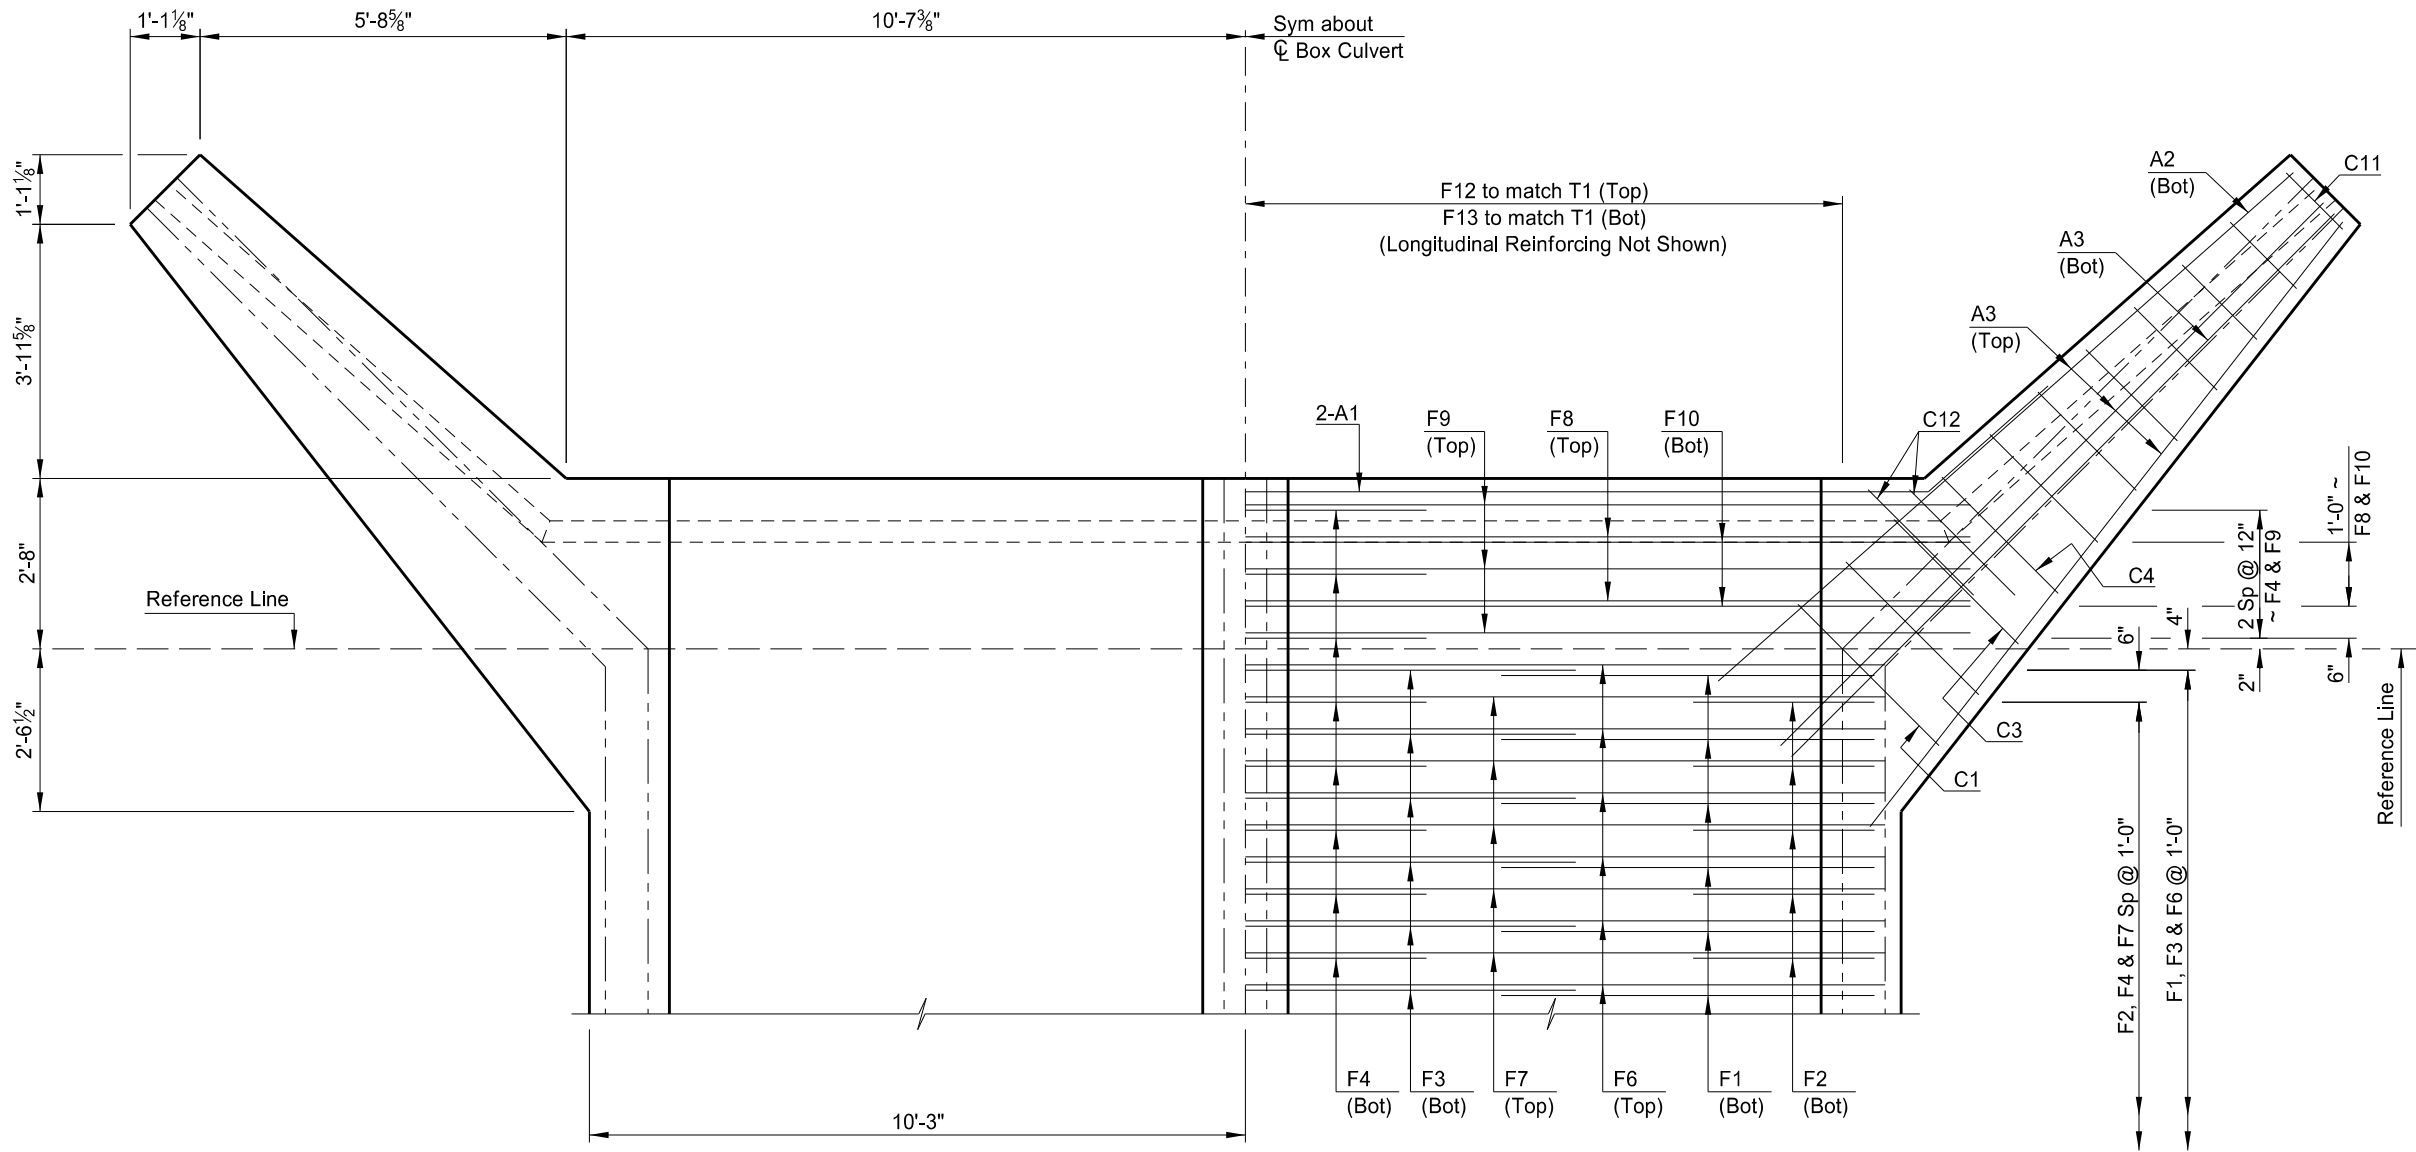 1'-1⅛"
5'-8⅝"
10'-7⅜"
Sym about
℄ Box Culvert
1'-1⅛"
3'-11⅝"
2'-8"
2'-6½"
Reference Line
F12 to match T1 (Top)
F13 to match T1 (Bot)
(Longitudinal Reinforcing Not Shown)
A2
(Bot)
C11
A3
(Bot)
A3
(Top)
2-A1
F9
(Top)
F8
(Top)
F10
(Bot)
C12
C4
C3
C1
1'-0" ~
F8 & F10
2 Sp @ 12"
~ F4 & F9
4"
6"
2"
6"
Reference Line
F2, F4 & F7 Sp @ 1'-0"
F1, F3 & F6 @ 1'-0"
F4
(Bot)
F3
(Bot)
F7
(Top)
F6
(Top)
F1
(Bot)
F2
(Bot)
10'-3"